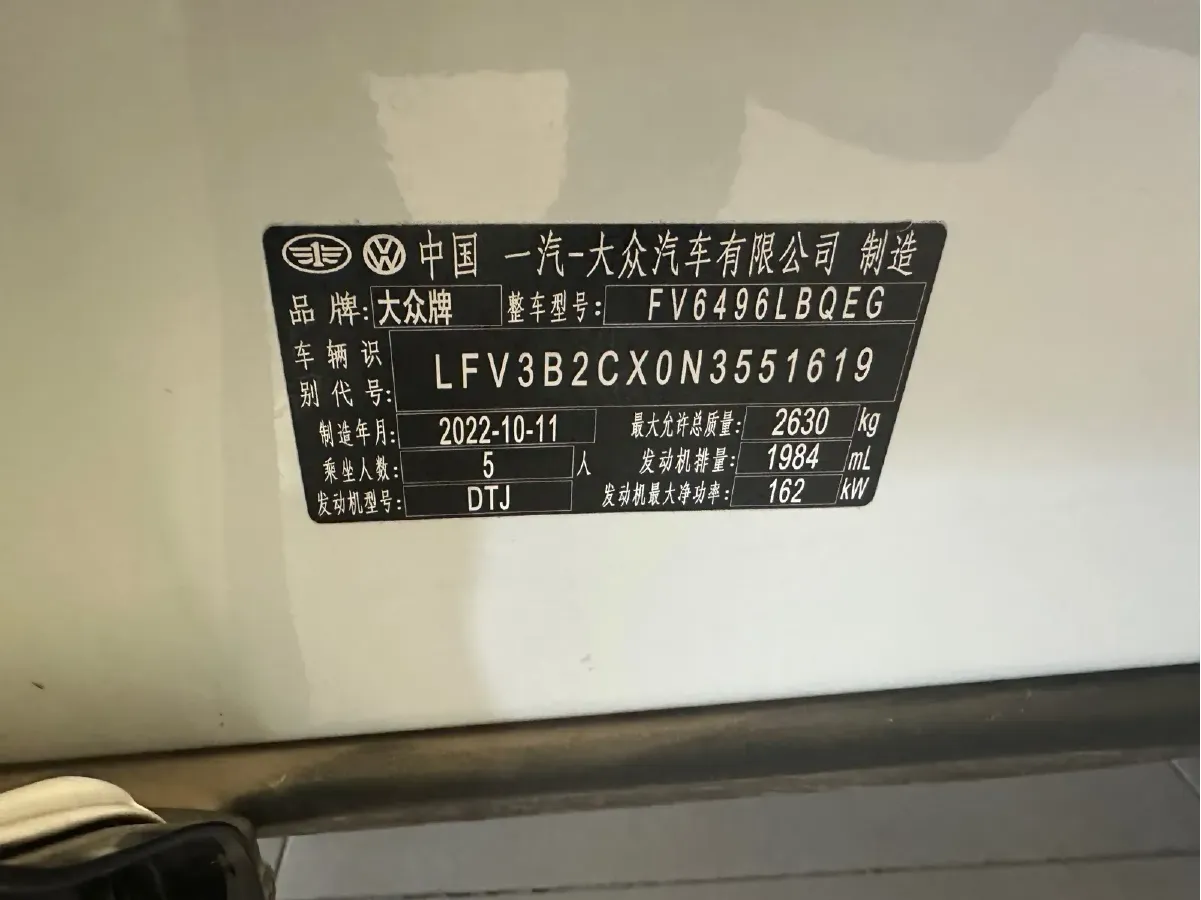 中国 一汽-大众汽车有限公司 制造
品牌: 大众牌 整车型号: FV6496LBQEG
车辆识别代号: LFV3B2CX0N3551619
制造年月: 2022-10-11 最大允许总质量: 2630 kg
乘坐人数: 5 人 发动机排量: 1984 mL
发动机型号: DTJ 发动机最大净功率: 162 kW